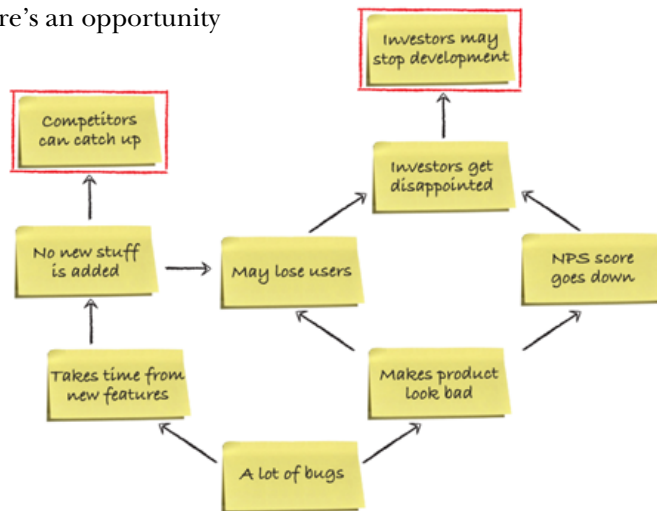 re's an opportunity
Investors may
stop development
Competitors
can catch up
Investors get
disappointed
No new stuff
is added
May lose users
NPS score
goes down
Takes time from
new features
Makes product
look bad
A lot of bugs